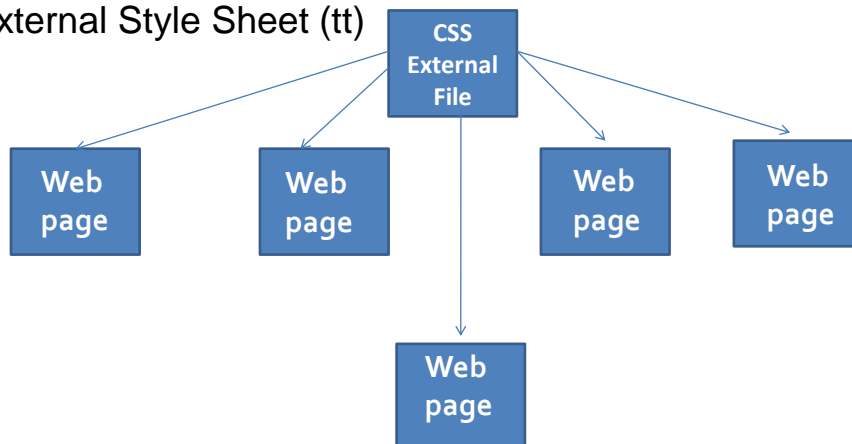 xternal Style Sheet (tt)
CSS
External
File
Web
page
Web
page
Web
page
Web
page
Web
page